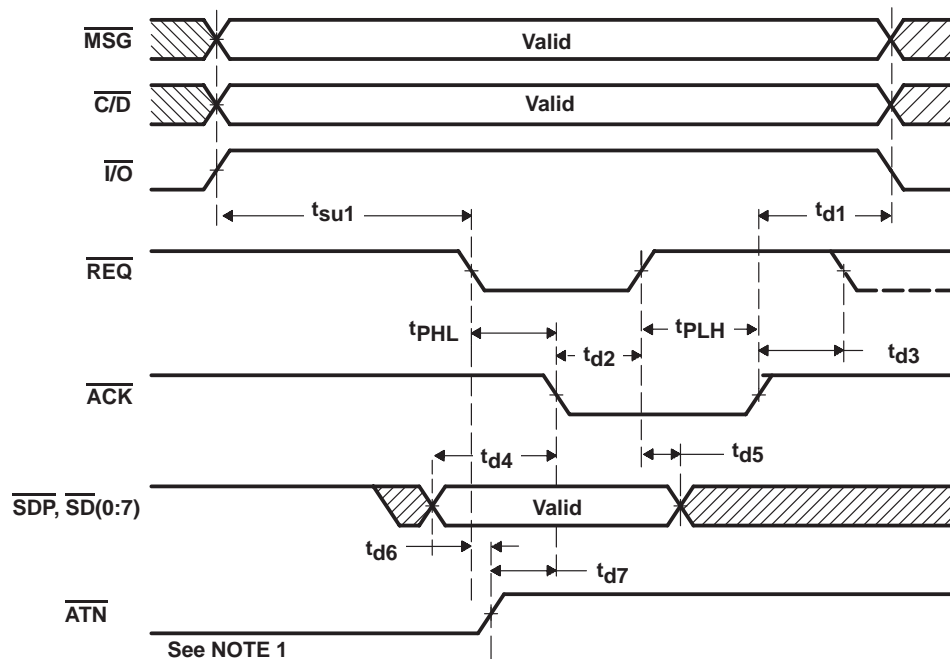 MSG
Valid
C/D
Valid
I/O
tsu1
td1
REQ
tPHL
tPLH
td2
td3
ACK
td4
td5
SDP, SD(0:7)
Valid
td6
td7
ATN
See NOTE 1